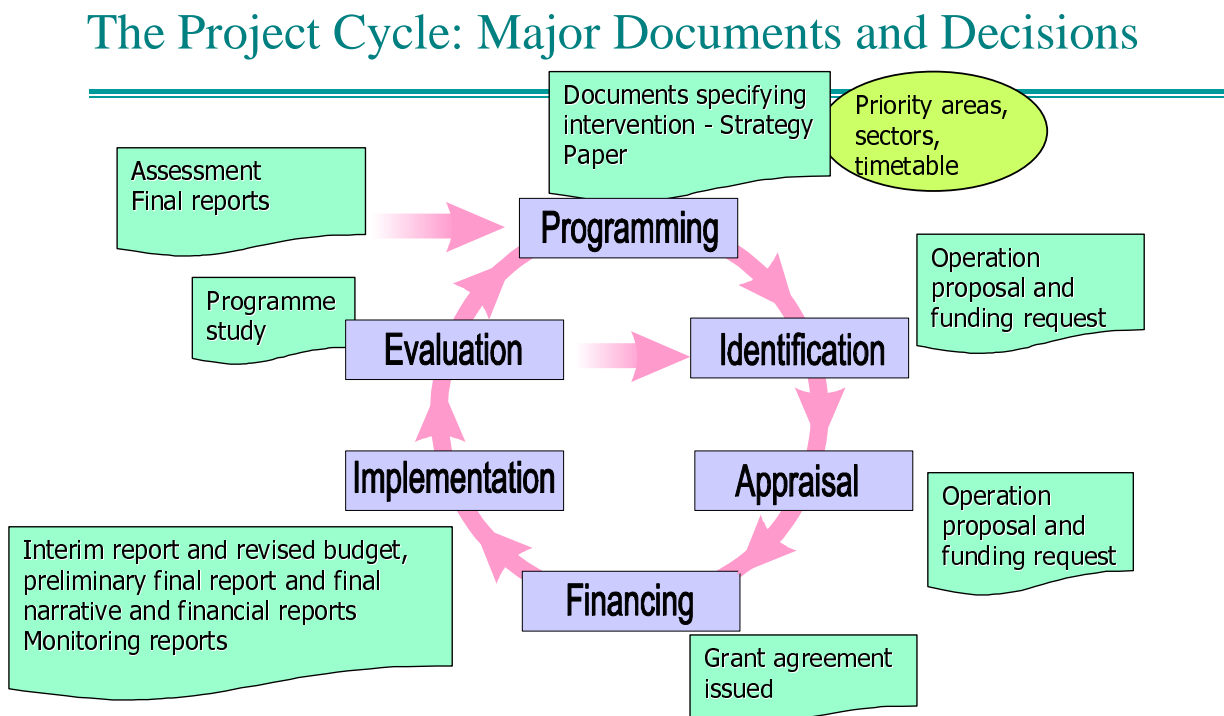 The Project Cycle: Major Documents and Decisions
Documents specifying
intervention - Strategy
Paper
Priority areas,
sectors,
timetable
Assessment
Final reports
Programming
Operation
proposal and
funding request
Programme
study
Evaluation
Identification
Implementation
Appraisal
Operation
proposal and
funding request
Interim report and revised budget,
preliminary final report and final
narrative and financial reports
Monitoring reports
Financing
Grant agreement
issued